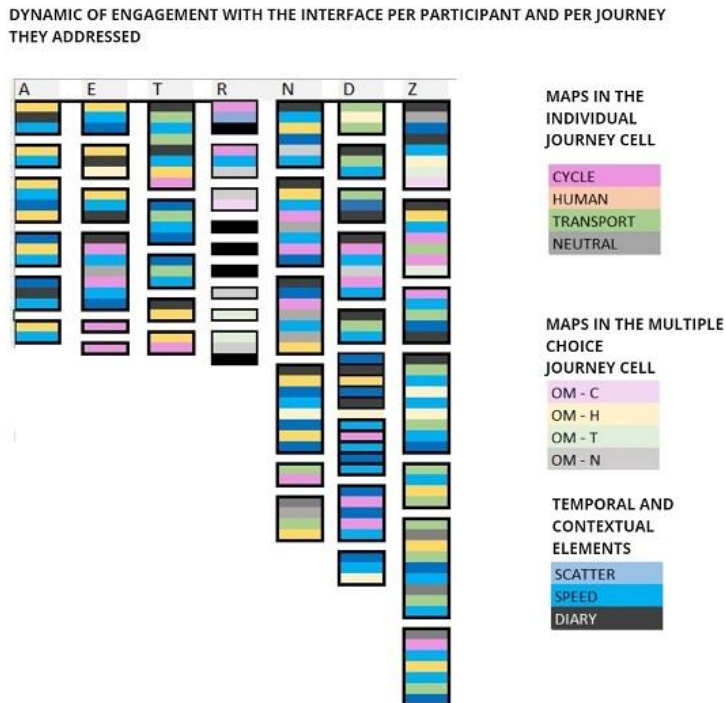 DYNAMIC OF ENGAGEMENT WITH THE INTERFACE PER PARTICIPANT AND PER JOURNEY
THEY ADDRESSED
A E T R N D Z
MAPS IN THE
INDIVIDUAL
JOURNEY CELL
CYCLE
HUMAN
TRANSPORT
NEUTRAL
MAPS IN THE MULTIPLE
CHOICE
JOURNEY CELL
OM - C
OM - H
OM - T
OM - N
TEMPORAL AND
CONTEXTUAL
ELEMENTS
SCATTER
SPEED
DIARY